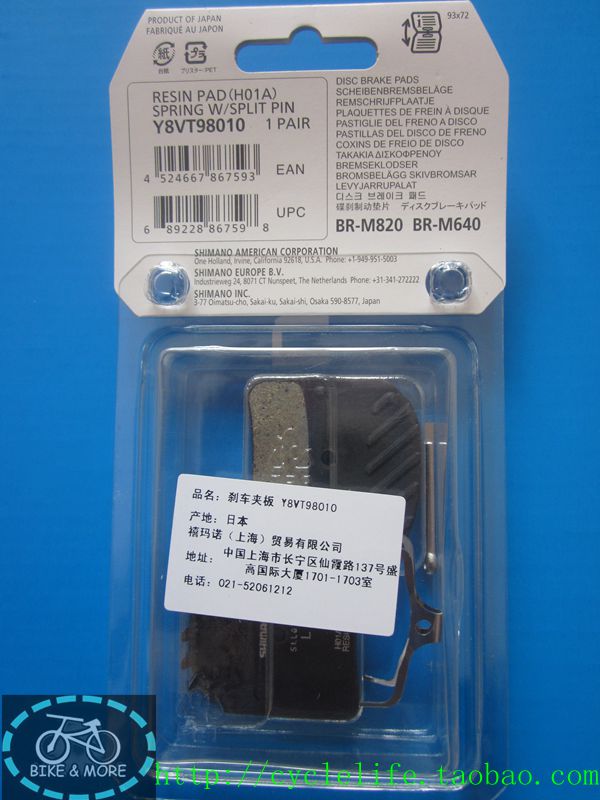 PRODUCT OF JAPAN
FABRIQUÉ AU JAPON
紙
台紙
PET
ブリスター:PET
93x72
RESIN PAD(H01A)
SPRING W/SPLIT PIN
Y8VT98010 1 PAIR
4 524667 867593 EAN
6 89228 86759 8 UPC
DISC BRAKE PADS
SCHEIBENBREMSBELÄGE
REMSCHRIJFPLAATJES
PLAQUETTES DE FREIN À DISQUE
PASTIGLIE DEL FRENO A DISCO
PASTILLAS DEL DISCO DE FRENO
COXINS DE FREIO DE DISCO
ΤΑΚΑΚΙΑ ΔΙΣΚΟΦΡΕΝΟΥ
BREMSEKLODSER
BROMSBELÄGG SKIVBROMSAR
LEVYJARRUPALAT
디스크 브레이크 패드
碟刹制动垫片 ディスクブレーキパッド
BR-M820 BR-M640
SHIMANO AMERICAN CORPORATION
One Holland, Irvine, California 92618, U.S.A. Phone: +1-949-951-5003
SHIMANO EUROPE B.V.
Industrieweg 24, 8071 CT Nunspeet, The Netherlands Phone: +31-341-272222
SHIMANO INC.
3-77 Oimatsu-cho, Sakai-ku, Sakai-shi, Osaka 590-8577, Japan
品名: 刹车夹板 Y8VT98010
产地: 日本
禧玛诺（上海）贸易有限公司
地址: 中国上海市长宁区仙霞路137号盛
高国际大厦1701-1703室
电话: 021-52061212
H01A
RESIN
BIKE & MORE
http://cyclelife.taobao.com